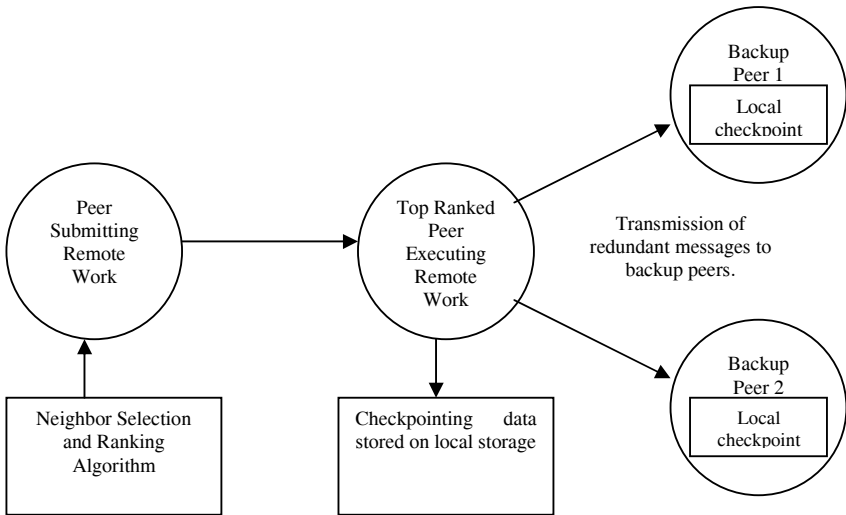 Backup
Peer 1
Local
checkpoint
Peer
Submitting
Remote
Work
Top Ranked
Peer
Executing
Remote
Work
Transmission of
redundant messages to
backup peers.
Backup
Peer 2
Local
checkpoint
Neighbor Selection
and Ranking
Algorithm
Checkpointing data
stored on local storage